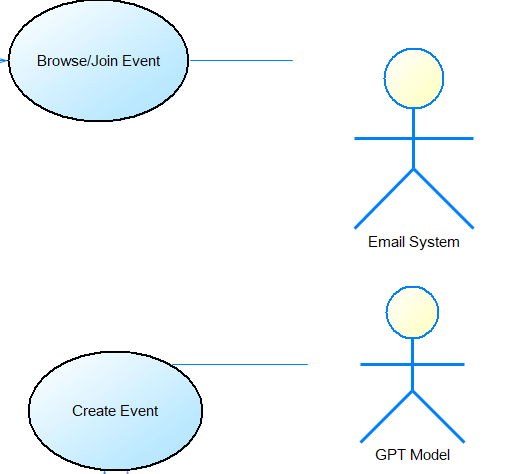 Browse/Join Event
Email System
Create Event
GPT Model